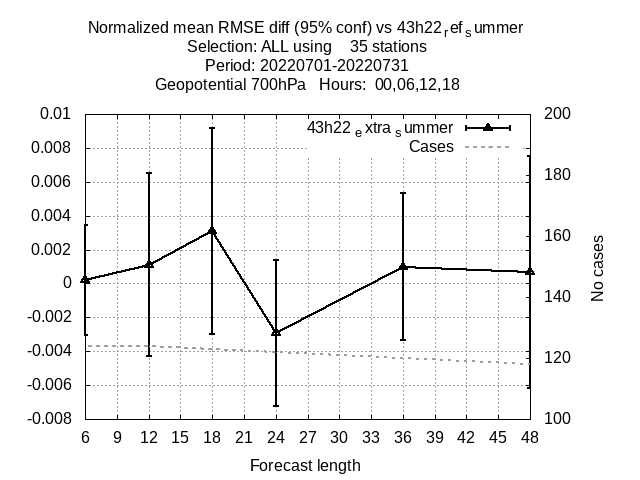 Normalized mean RMSE diff (95% conf) vs 43h22refsummer
Selection: ALL using 35 stations
Period: 20220701-20220731
Geopotential 700hPa Hours: 00,06,12,18
0.01
0.008
0.006
0.004
0.002
0
-0.002
-0.004
-0.006
-0.008
43h22extrasummer
Cases
200
180
160
140
120
100
No cases
6 9 12 15 18 21 24 27 30 33 36 39 42 45 48
Forecast length